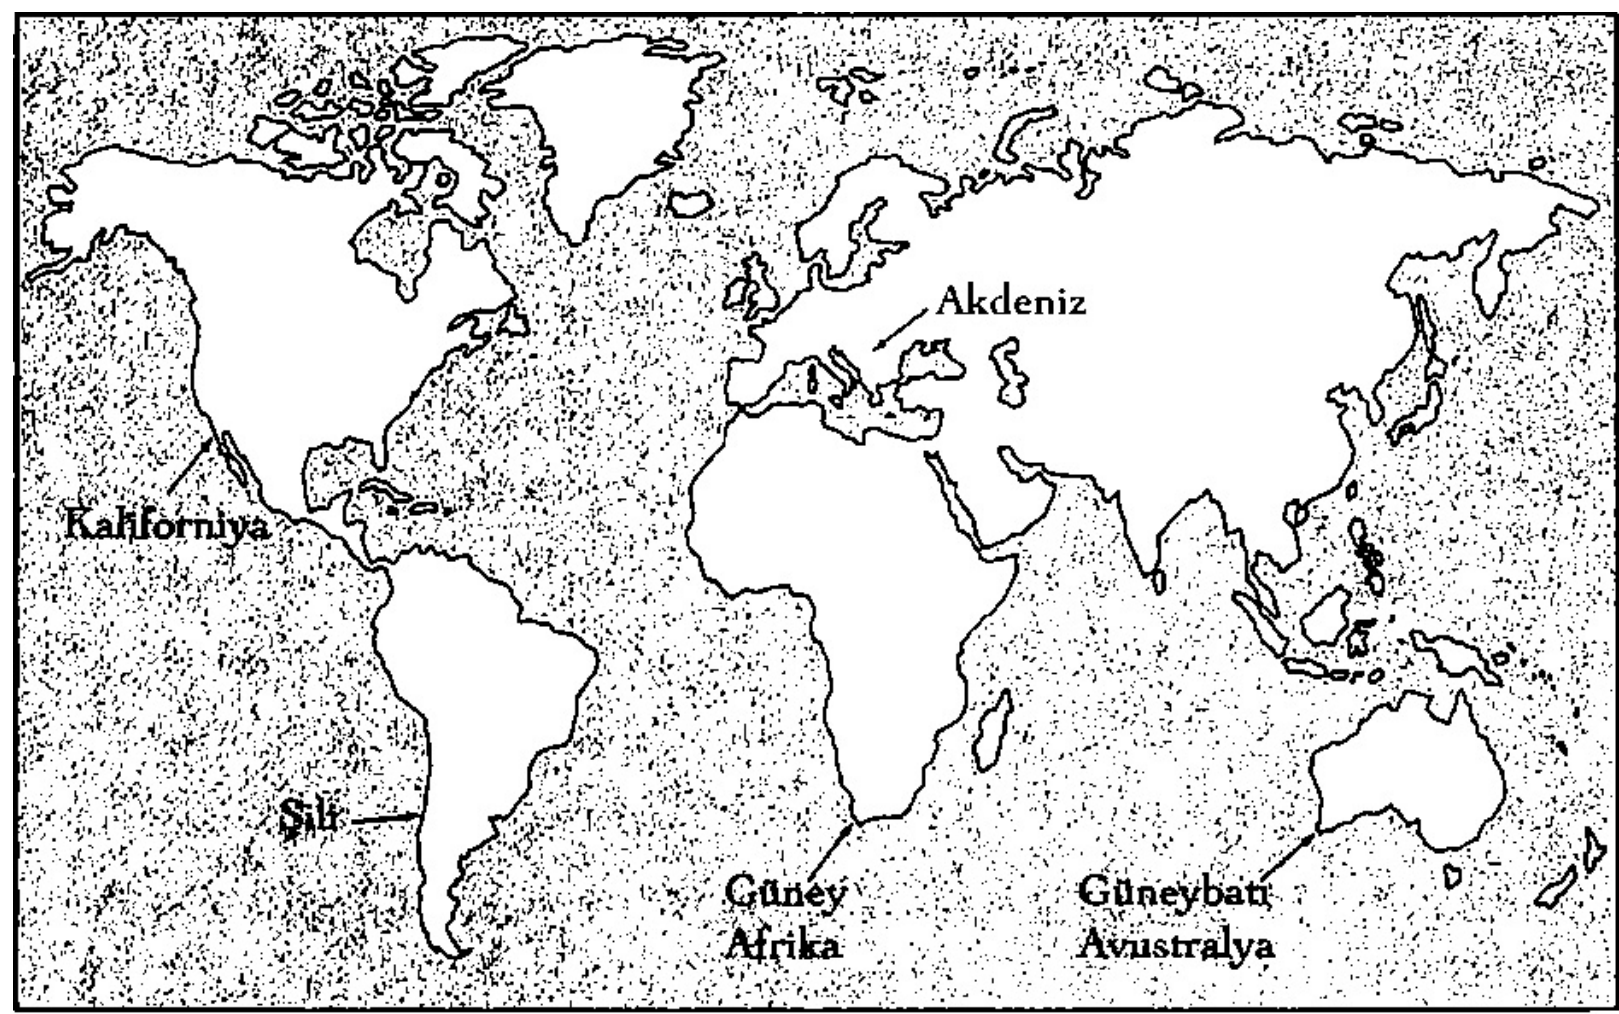 Akdeniz
Kaliforniya
Şili
Güney
Afrika
Güneybatı
Avustralya